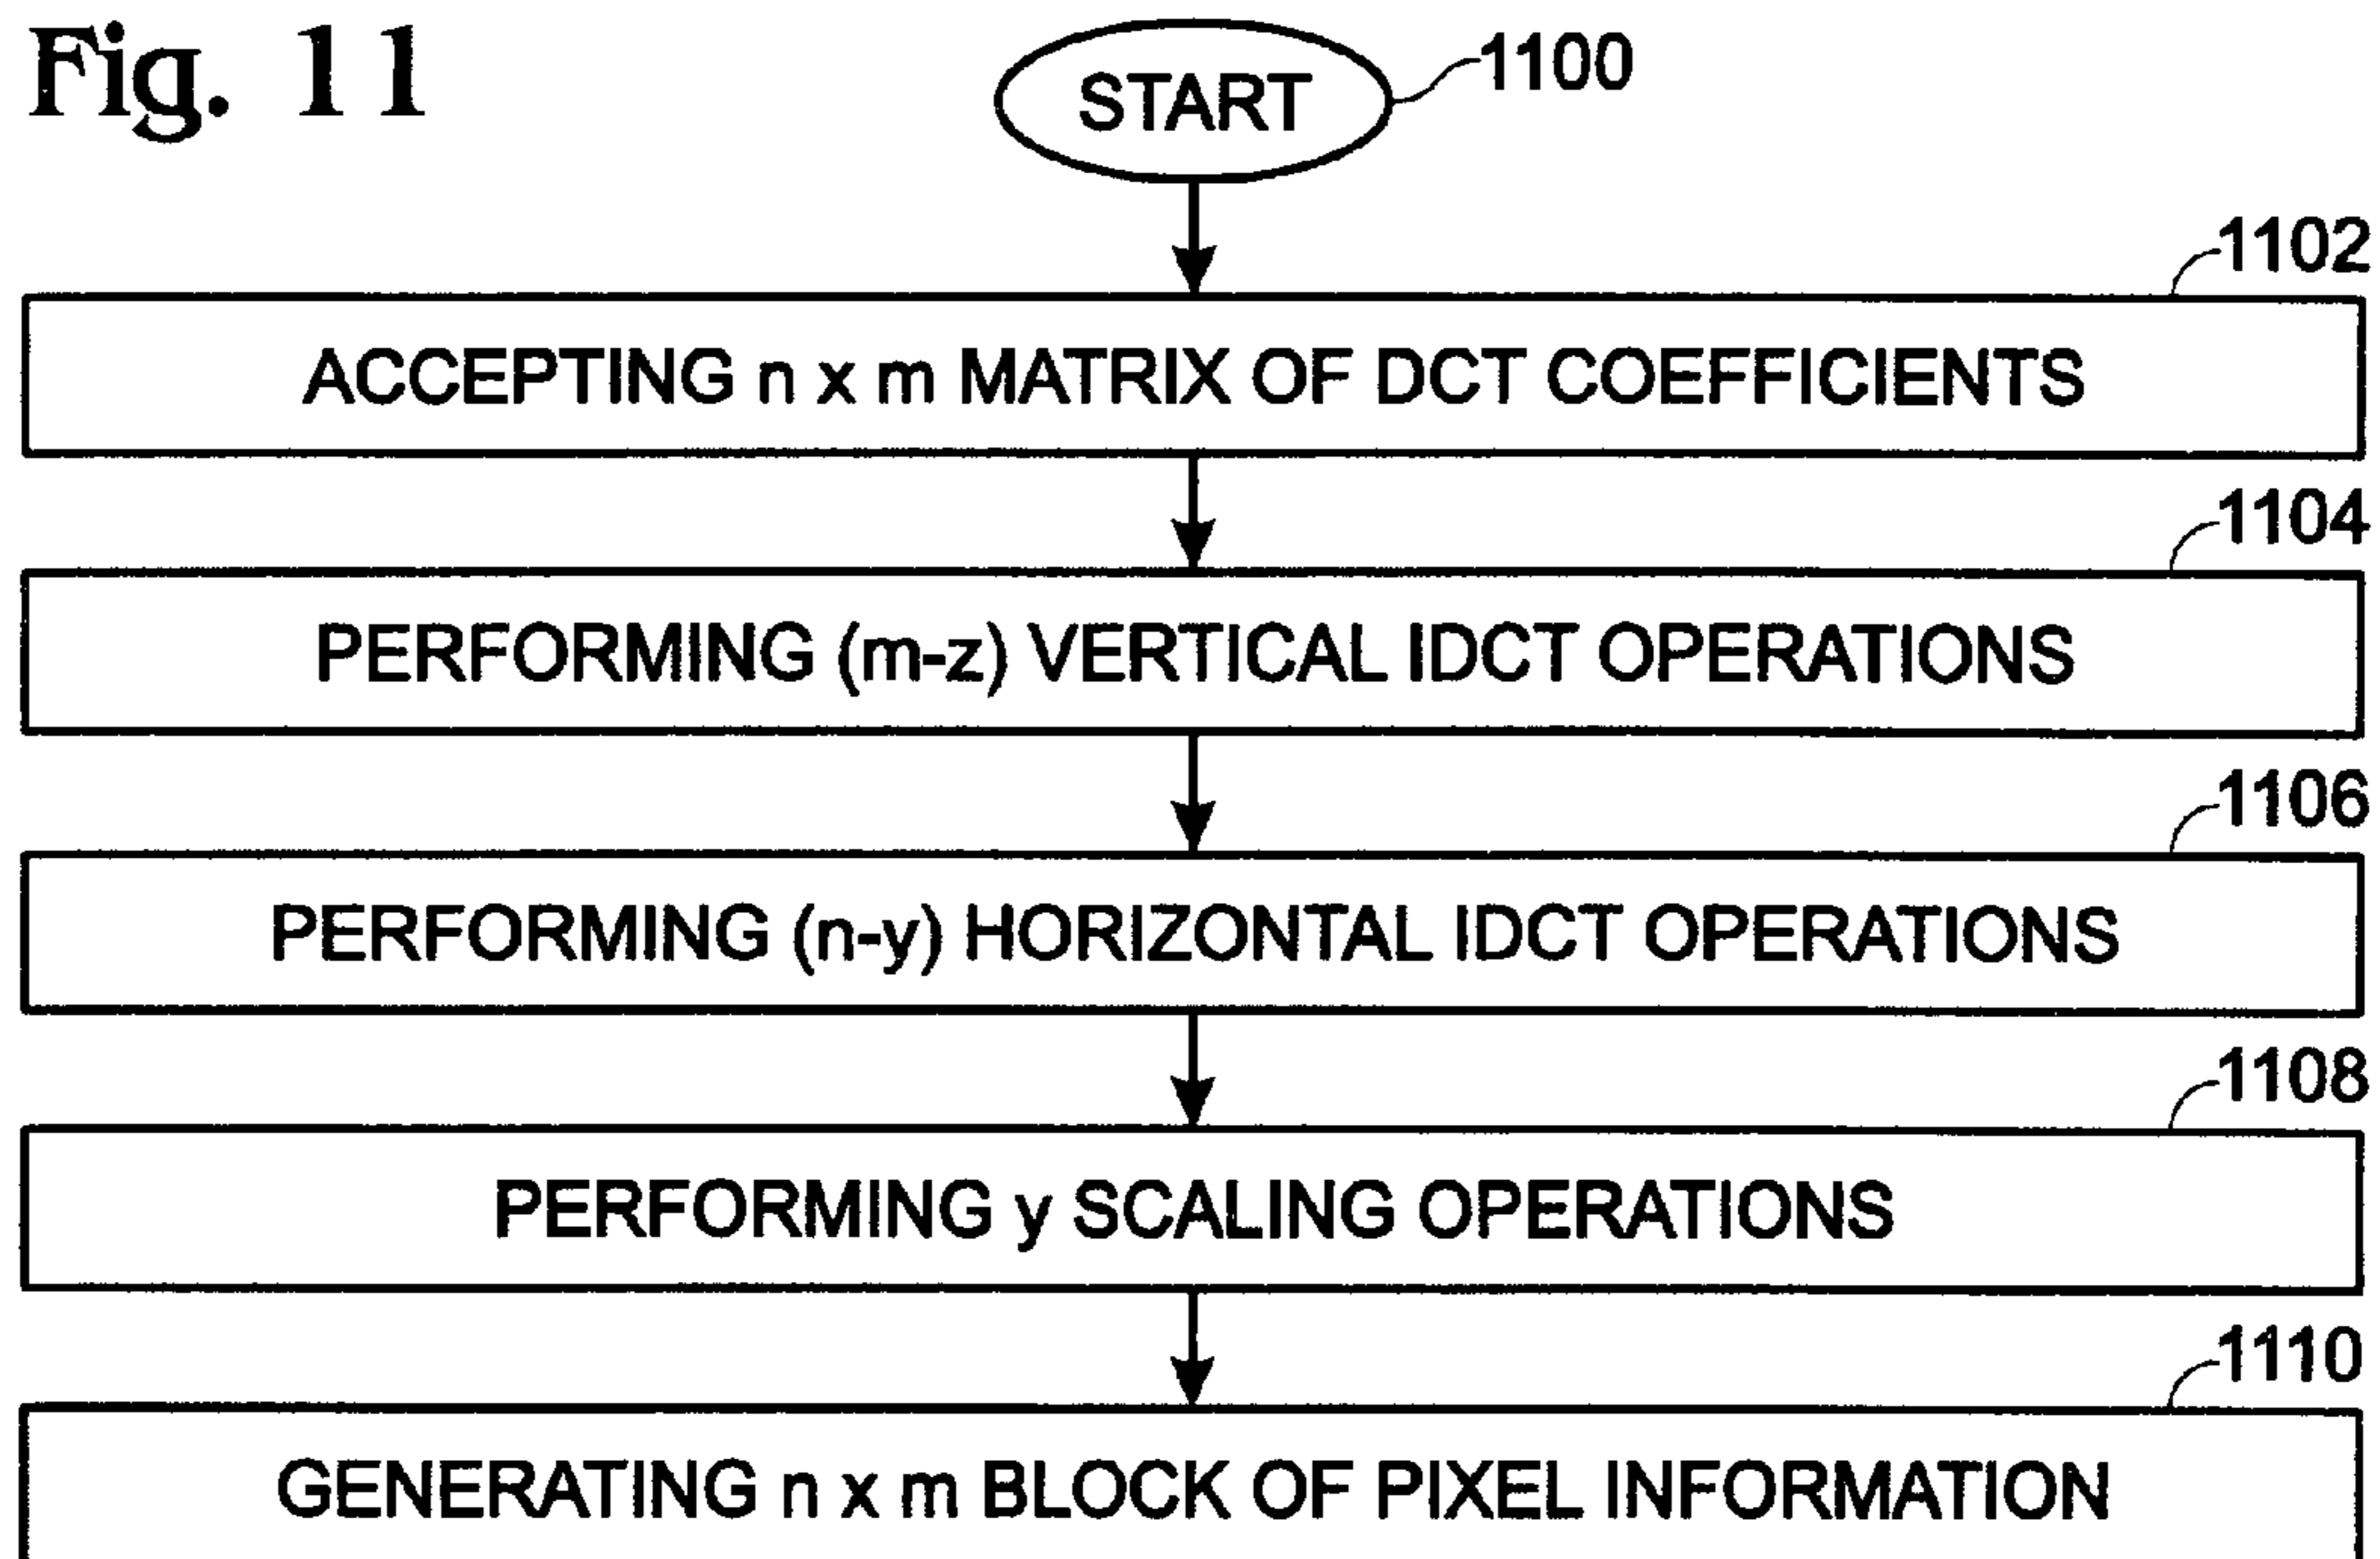 Fig. 11
START
1100
1102
ACCEPTING n x m MATRIX OF DCT COEFFICIENTS
1104
PERFORMING (m-z) VERTICAL IDCT OPERATIONS
1106
PERFORMING (n-y) HORIZONTAL IDCT OPERATIONS
1108
PERFORMING y SCALING OPERATIONS
1110
GENERATING n x m BLOCK OF PIXEL INFORMATION